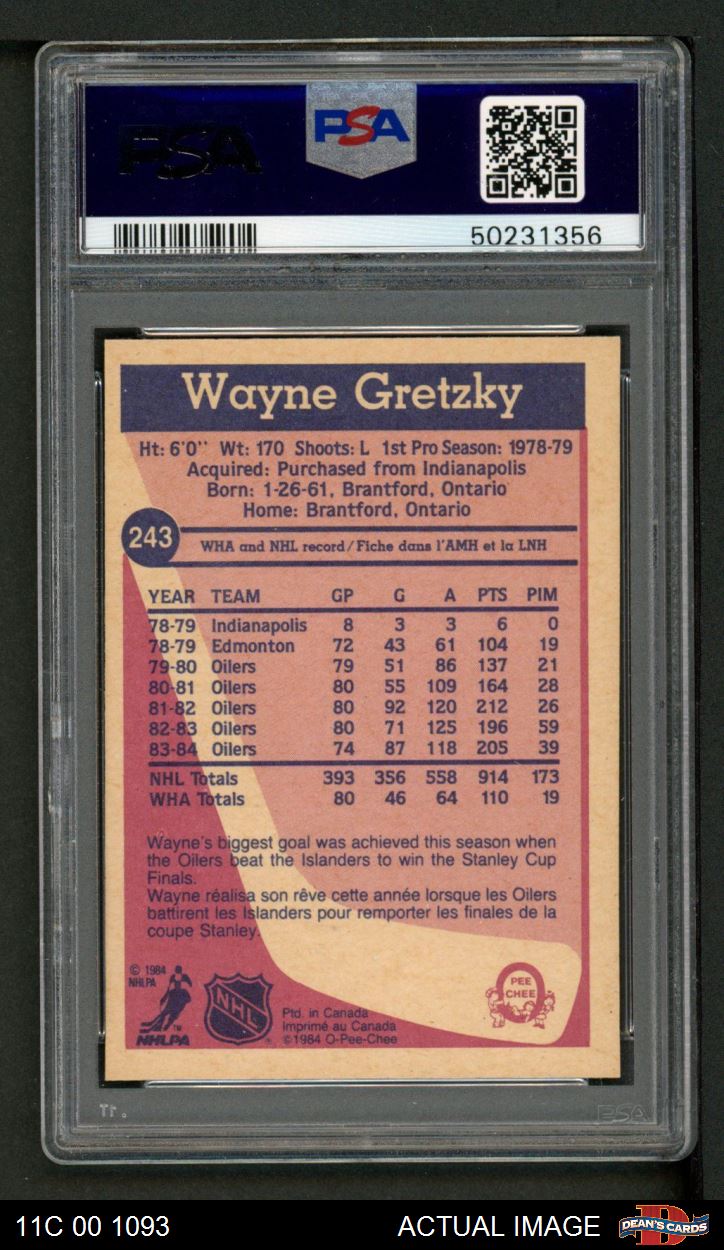 PSA
PSA
50231356
Wayne Gretzky
Ht: 6'0'' Wt: 170 Shoots: L 1st Pro Season: 1978-79
Acquired: Purchased from Indianapolis
Born: 1-26-61, Brantford, Ontario
Home: Brantford, Ontario
243
WHA and NHL record/Fiche dans l'AMH et la LNH
YEAR TEAM GP G A PTS PIM
78-79 Indianapolis 8 3 3 6 0
78-79 Edmonton 72 43 61 104 19
79-80 Oilers 79 51 86 137 21
80-81 Oilers 80 55 109 164 28
81-82 Oilers 80 92 120 212 26
82-83 Oilers 80 71 125 196 59
83-84 Oilers 74 87 118 205 39
NHL Totals 393 356 558 914 173
WHA Totals 80 46 64 110 19
Wayne's biggest goal was achieved this season when
the Oilers beat the Islanders to win the Stanley Cup
Finals.
Wayne réalisa son rêve cette année lorsque les Oilers
battirent les Islanders pour remporter les finales de la
coupe Stanley.
© 1984
NHLPA
NHLPA
TM
NHL
Ptd. in Canada
Imprimé au Canada
©1984 O-Pee-Chee
O
PEE
CHEE
PSA
11C 00 1093
ACTUAL IMAGE
D
DEAN'S CARDS